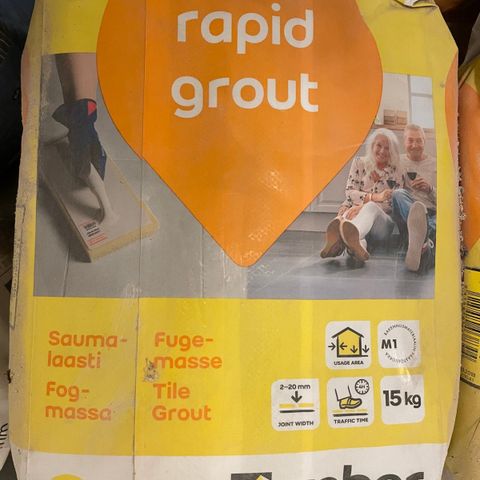 rapid
grout
Sauma-
laasti
Fuge-
masse
Fog-
massa
Tile
Grout
USAGE AREA
M1
2-20 mm
JOINT WIDTH
TRAFFIC TIME
15 kg